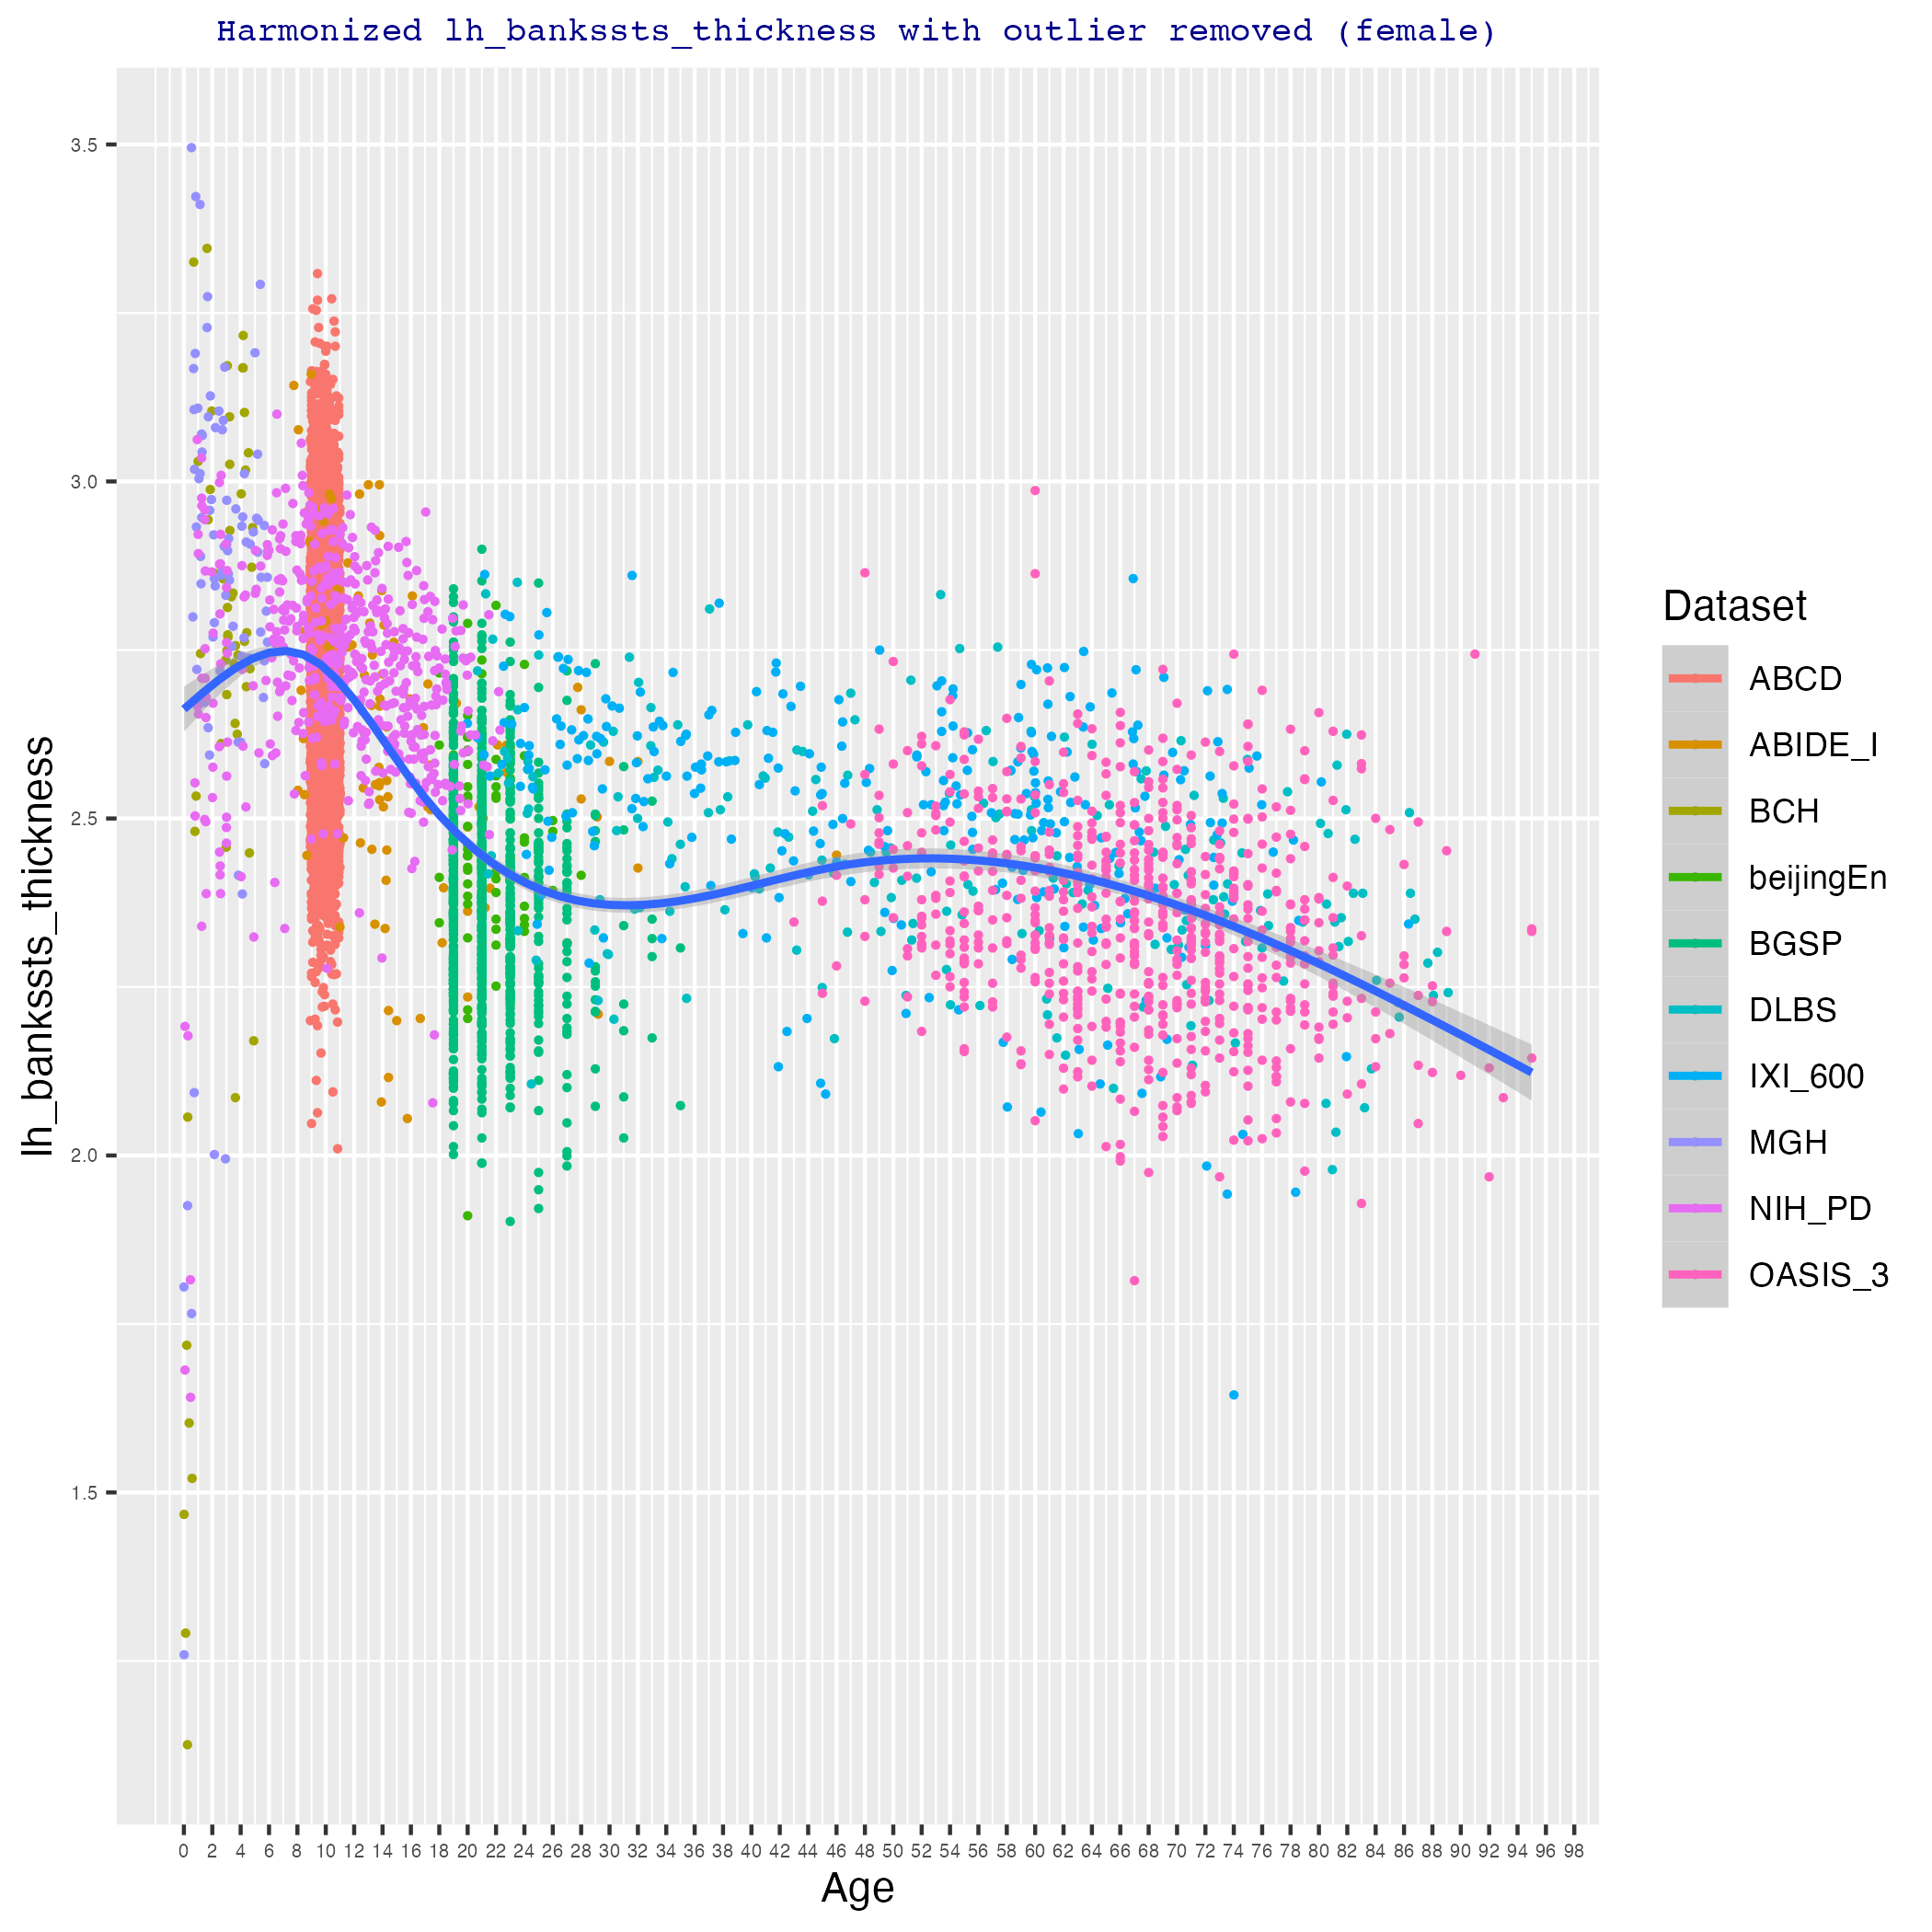 Harmonized lh_bankssts_thickness with outlier removed (female)
3.5
3.0
2.5
2.0
1.5
lh_bankssts_thickness
0 2 4 6 8 10 12 14 16 18 20 22 24 26 28 30 32 34 36 38 40 42 44 46 48 50 52 54 56 58 60 62 64 66 68 70 72 74 76 78 80 82 84 86 88 90 92 94 96 98
Age
Dataset
ABCD
ABIDE_I
BCH
beijingEn
BGSP
DLBS
IXI_600
MGH
NIH_PD
OASIS_3